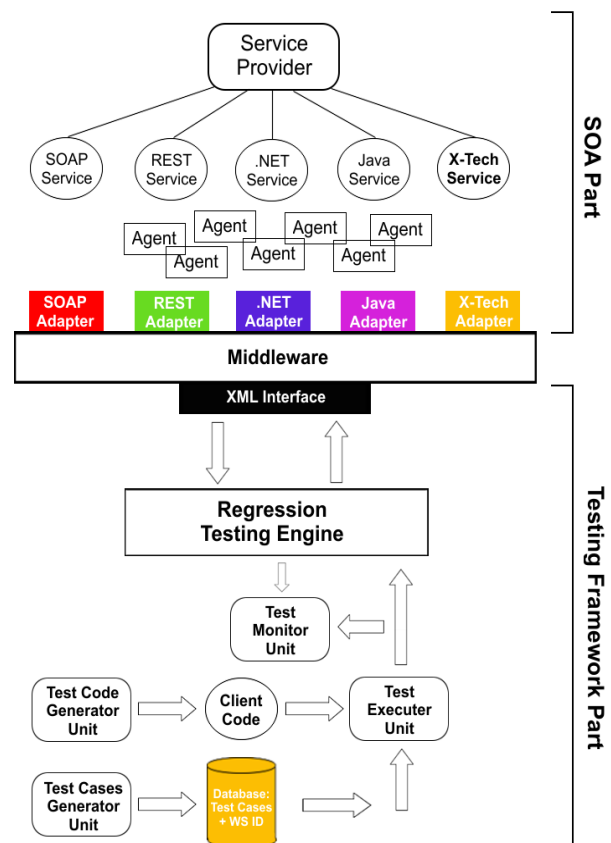 Service
Provider
SOA Part
SOAP
Service
REST
Service
.NET
Service
Java
Service
X-Tech
Service
Agent
Agent
Agent
Agent
Agent
Agent
Agent
SOAP
Adapter
REST
Adapter
.NET
Adapter
Java
Adapter
X-Tech
Adapter
Middleware
XML Interface
Testing Framework Part
Regression
Testing Engine
Test
Monitor
Unit
Test Code
Generator
Unit
Client
Code
Test
Executer
Unit
Test Cases
Generator
Unit
Database:
Test Cases
+ WS ID